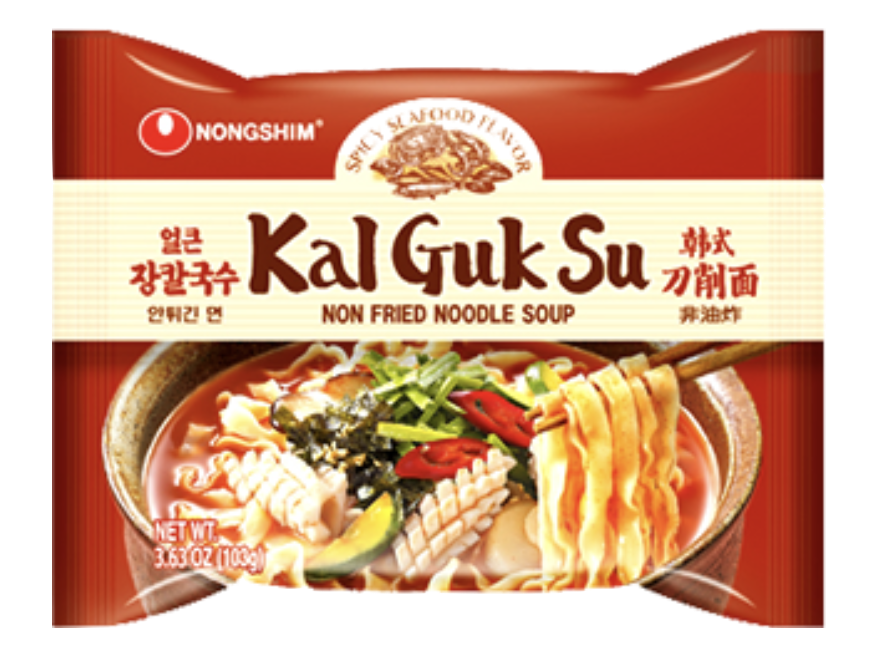 NONGSHIM®
SPICY SEAFOOD FLAVOR
얼큰
장칼국수
안튀긴 면
Kal Guk Su
NON FRIED NOODLE SOUP
韩式
刀削面
非油炸
NET WT.
3.63 OZ (103g)